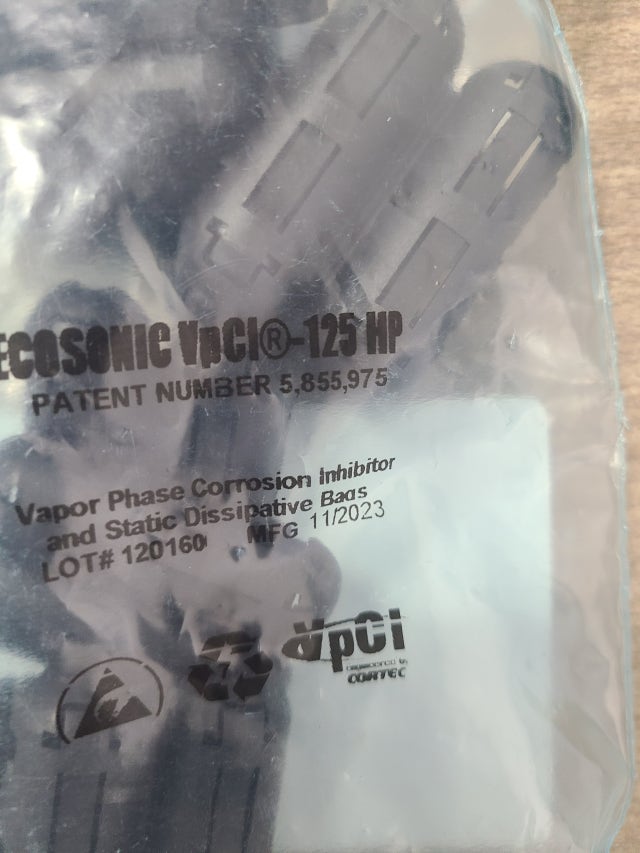 ECOSONIC VpCI®-125 HP
PATENT NUMBER 5,855,975
Vapor Phase Corrosion Inhibitor
and Static Dissipative Bags
LOT# 120160 MFG 11/2023
VpCI
CORTEC